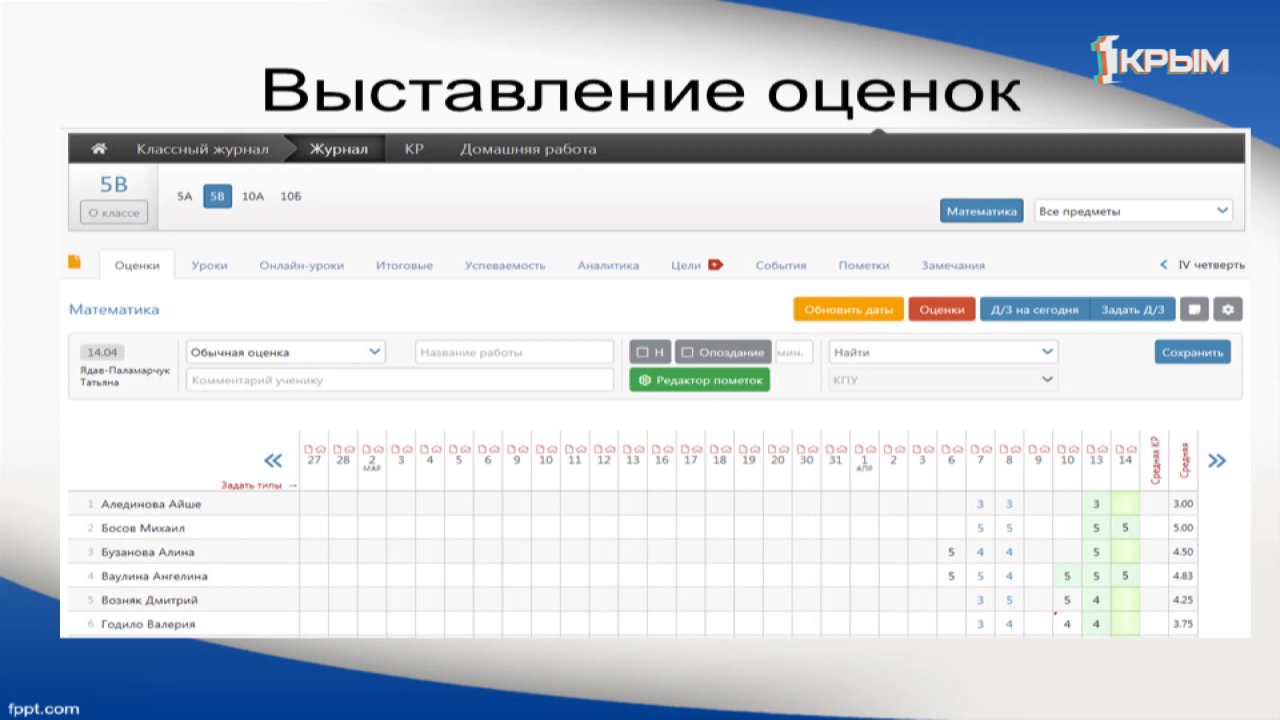 1КРЫМ
Выставление оценок
Классный журнал Журнал КР Домашняя работа
5В
О классе
5А 5В 10А 10Б
Математика Все предметы
Оценки Уроки Онлайн-уроки Итоговые Успеваемость Аналитика Цели События Пометки Замечания IV четверть
Математика
Обновить даты Оценки Д/З на сегодня Задать Д/З
14.04 Обычная оценка Название работы Н Опоздание мин. Найти Сохранить
Ядав-Паламарчук
Татьяна
Комментарий ученику Редактор пометок КПУ
27 28 2 3 4 5 6 9 10 11 12 13 16 17 18 19 20 30 31 1 2 3 6 7 8 9 10 13 14 Средняя КР Средняя
МАР АПР
Задать типы →
1 Алединова Айше 3 3 3 3.00
2 Босов Михаил 5 5 5 5 5.00
3 Бузанова Алина 5 4 4 5 4.50
4 Ваулина Ангелина 5 5 4 5 5 5 4.83
5 Возняк Дмитрий 3 5 5 4 4.25
6 Годило Валерия 3 4 4 4 3.75
fppt.com